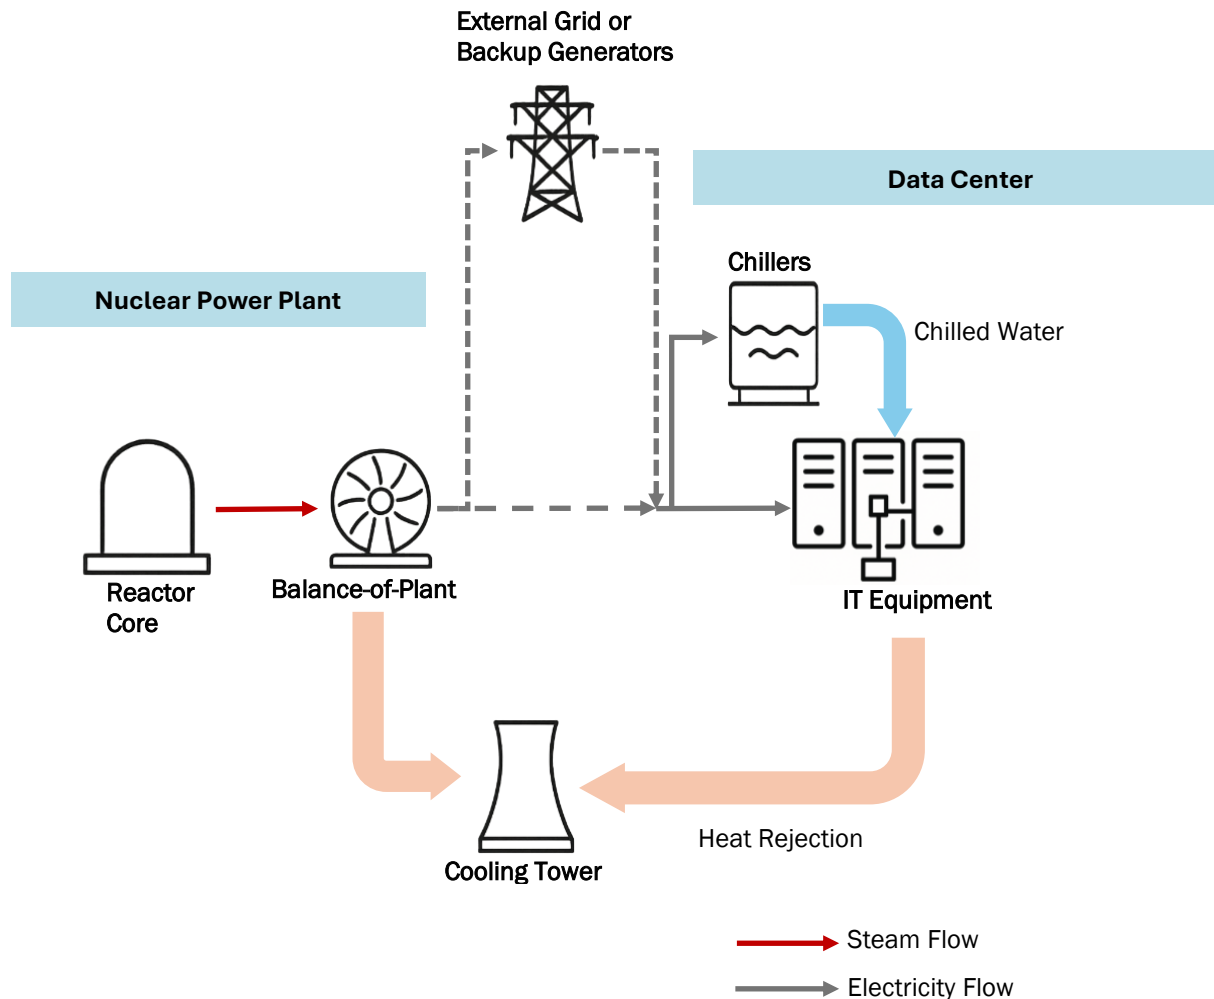 External Grid or
Backup Generators
Data Center
Chillers
Nuclear Power Plant
Chilled Water
Reactor
Core
Balance-of-Plant
IT Equipment
Heat Rejection
Cooling Tower
Steam Flow
Electricity Flow